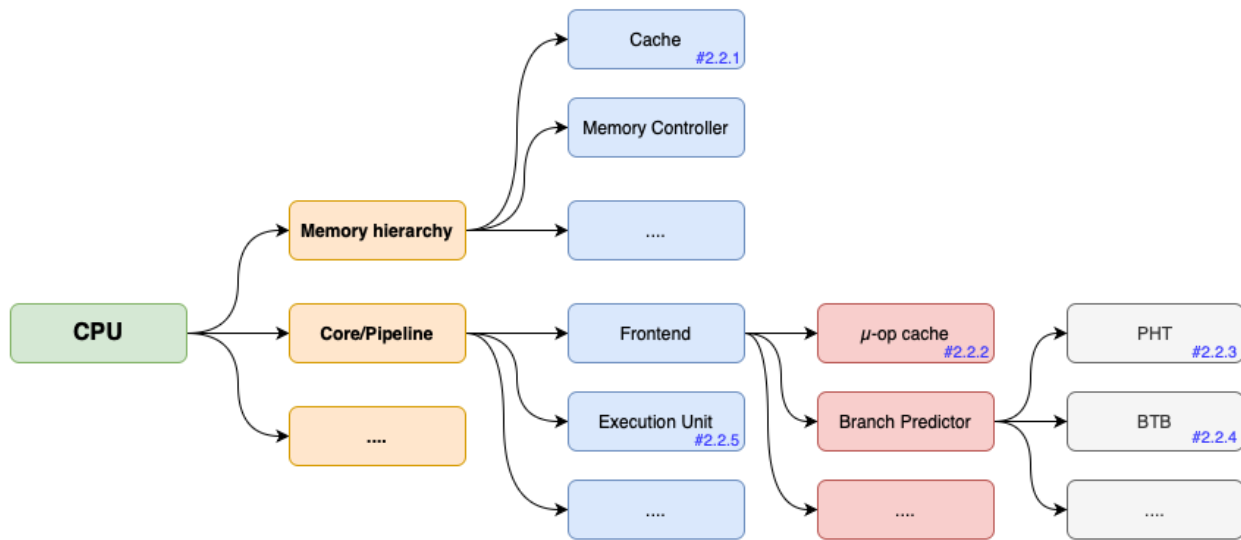 Cache
#2.2.1
Memory Controller
Memory hierarchy
....
CPU
Core/Pipeline
Frontend
μ-op cache
#2.2.2
PHT
#2.2.3
....
Execution Unit
#2.2.5
Branch Predictor
BTB
#2.2.4
....
....
....